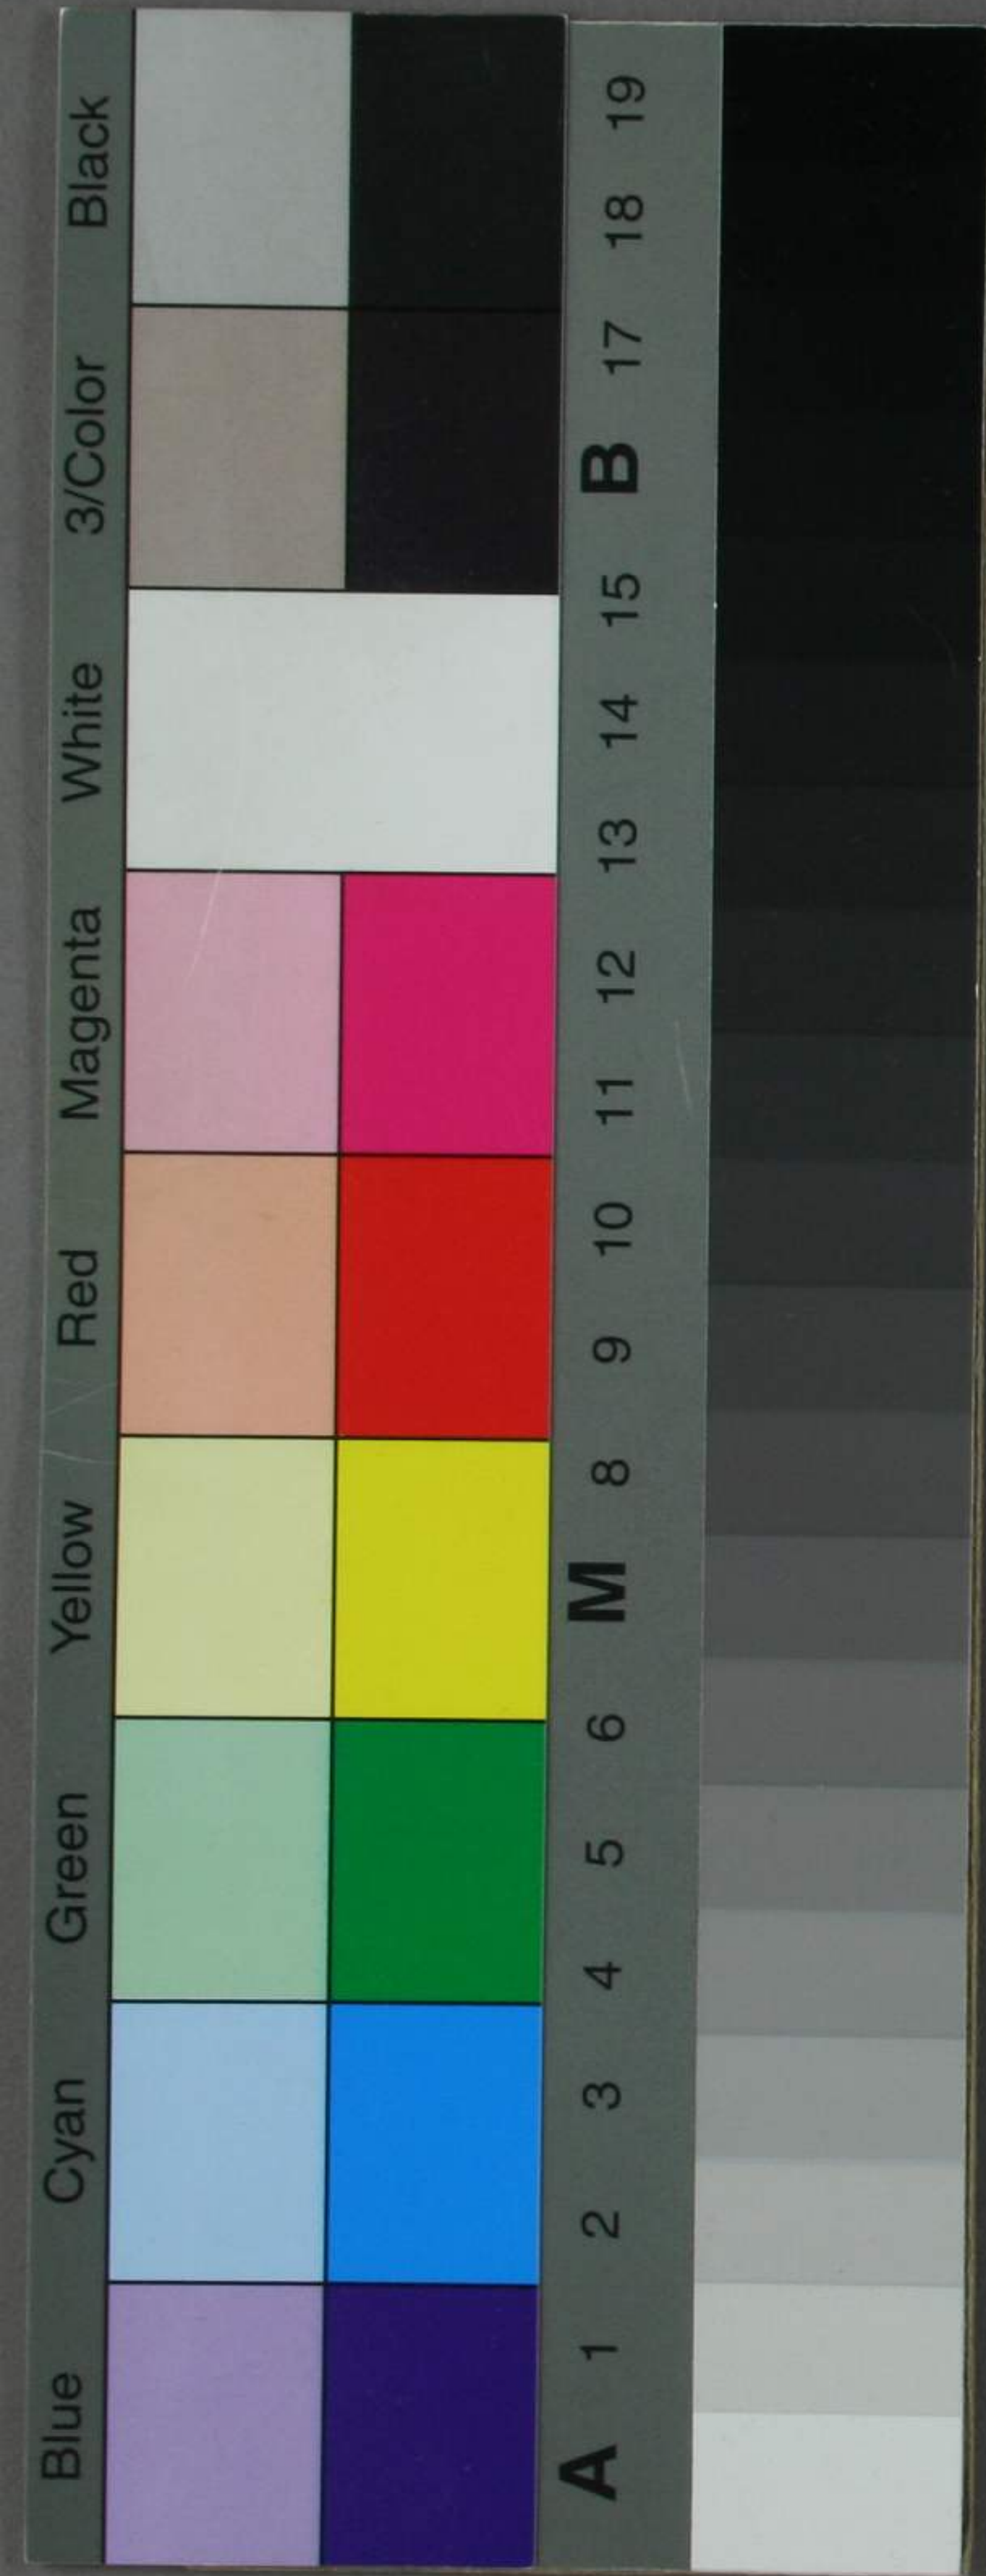 Blue Cyan Green Yellow Red Magenta White 3/Color Black
A 1 2 3 4 5 6 M 8 9 10 11 12 13 14 15 B 17 18 19